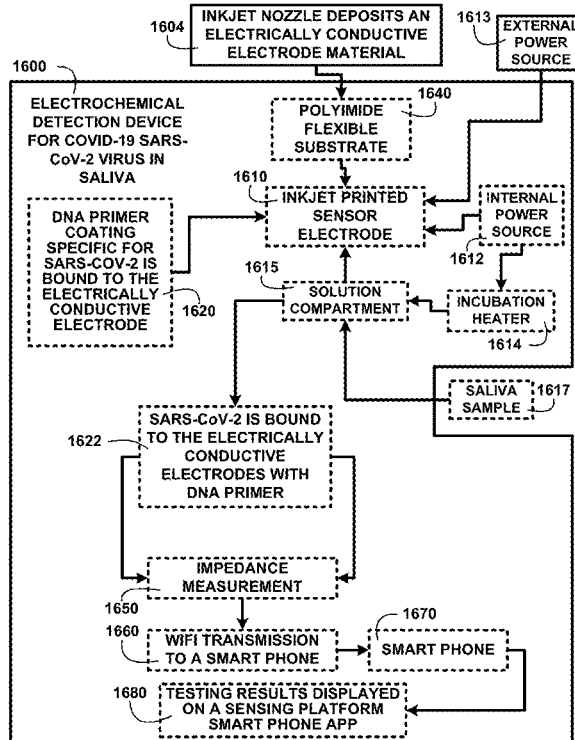 1604
INKJET NOZZLE DEPOSITS AN
ELECTRICALLY CONDUCTIVE
ELECTRODE MATERIAL
1613
EXTERNAL
POWER
SOURCE
1600
ELECTROCHEMICAL
DETECTION DEVICE
FOR COVID-19 SARS-
CoV-2 VIRUS IN
SALIVA
1640
POLYIMIDE
FLEXIBLE
SUBSTRATE
1610
INKJET PRINTED
SENSOR
ELECTRODE
INTERNAL
POWER
SOURCE
1612
DNA PRIMER
COATING
SPECIFIC FOR
SARS-COV-2 IS
BOUND TO THE
ELECTRICALLY
CONDUCTIVE
ELECTRODE
1620
1615
SOLUTION
COMPARTMENT
INCUBATION
HEATER
1614
SALIVA
SAMPLE
1617
1622
SARS-CoV-2 IS BOUND
TO THE ELECTRICALLY
CONDUCTIVE
ELECTRODES WITH
DNA PRIMER
IMPEDANCE
MEASUREMENT
1650
1660
WIFI TRANSMISSION
TO A SMART PHONE
1670
SMART PHONE
1680
TESTING RESULTS DISPLAYED
ON A SENSING PLATFORM
SMART PHONE APP